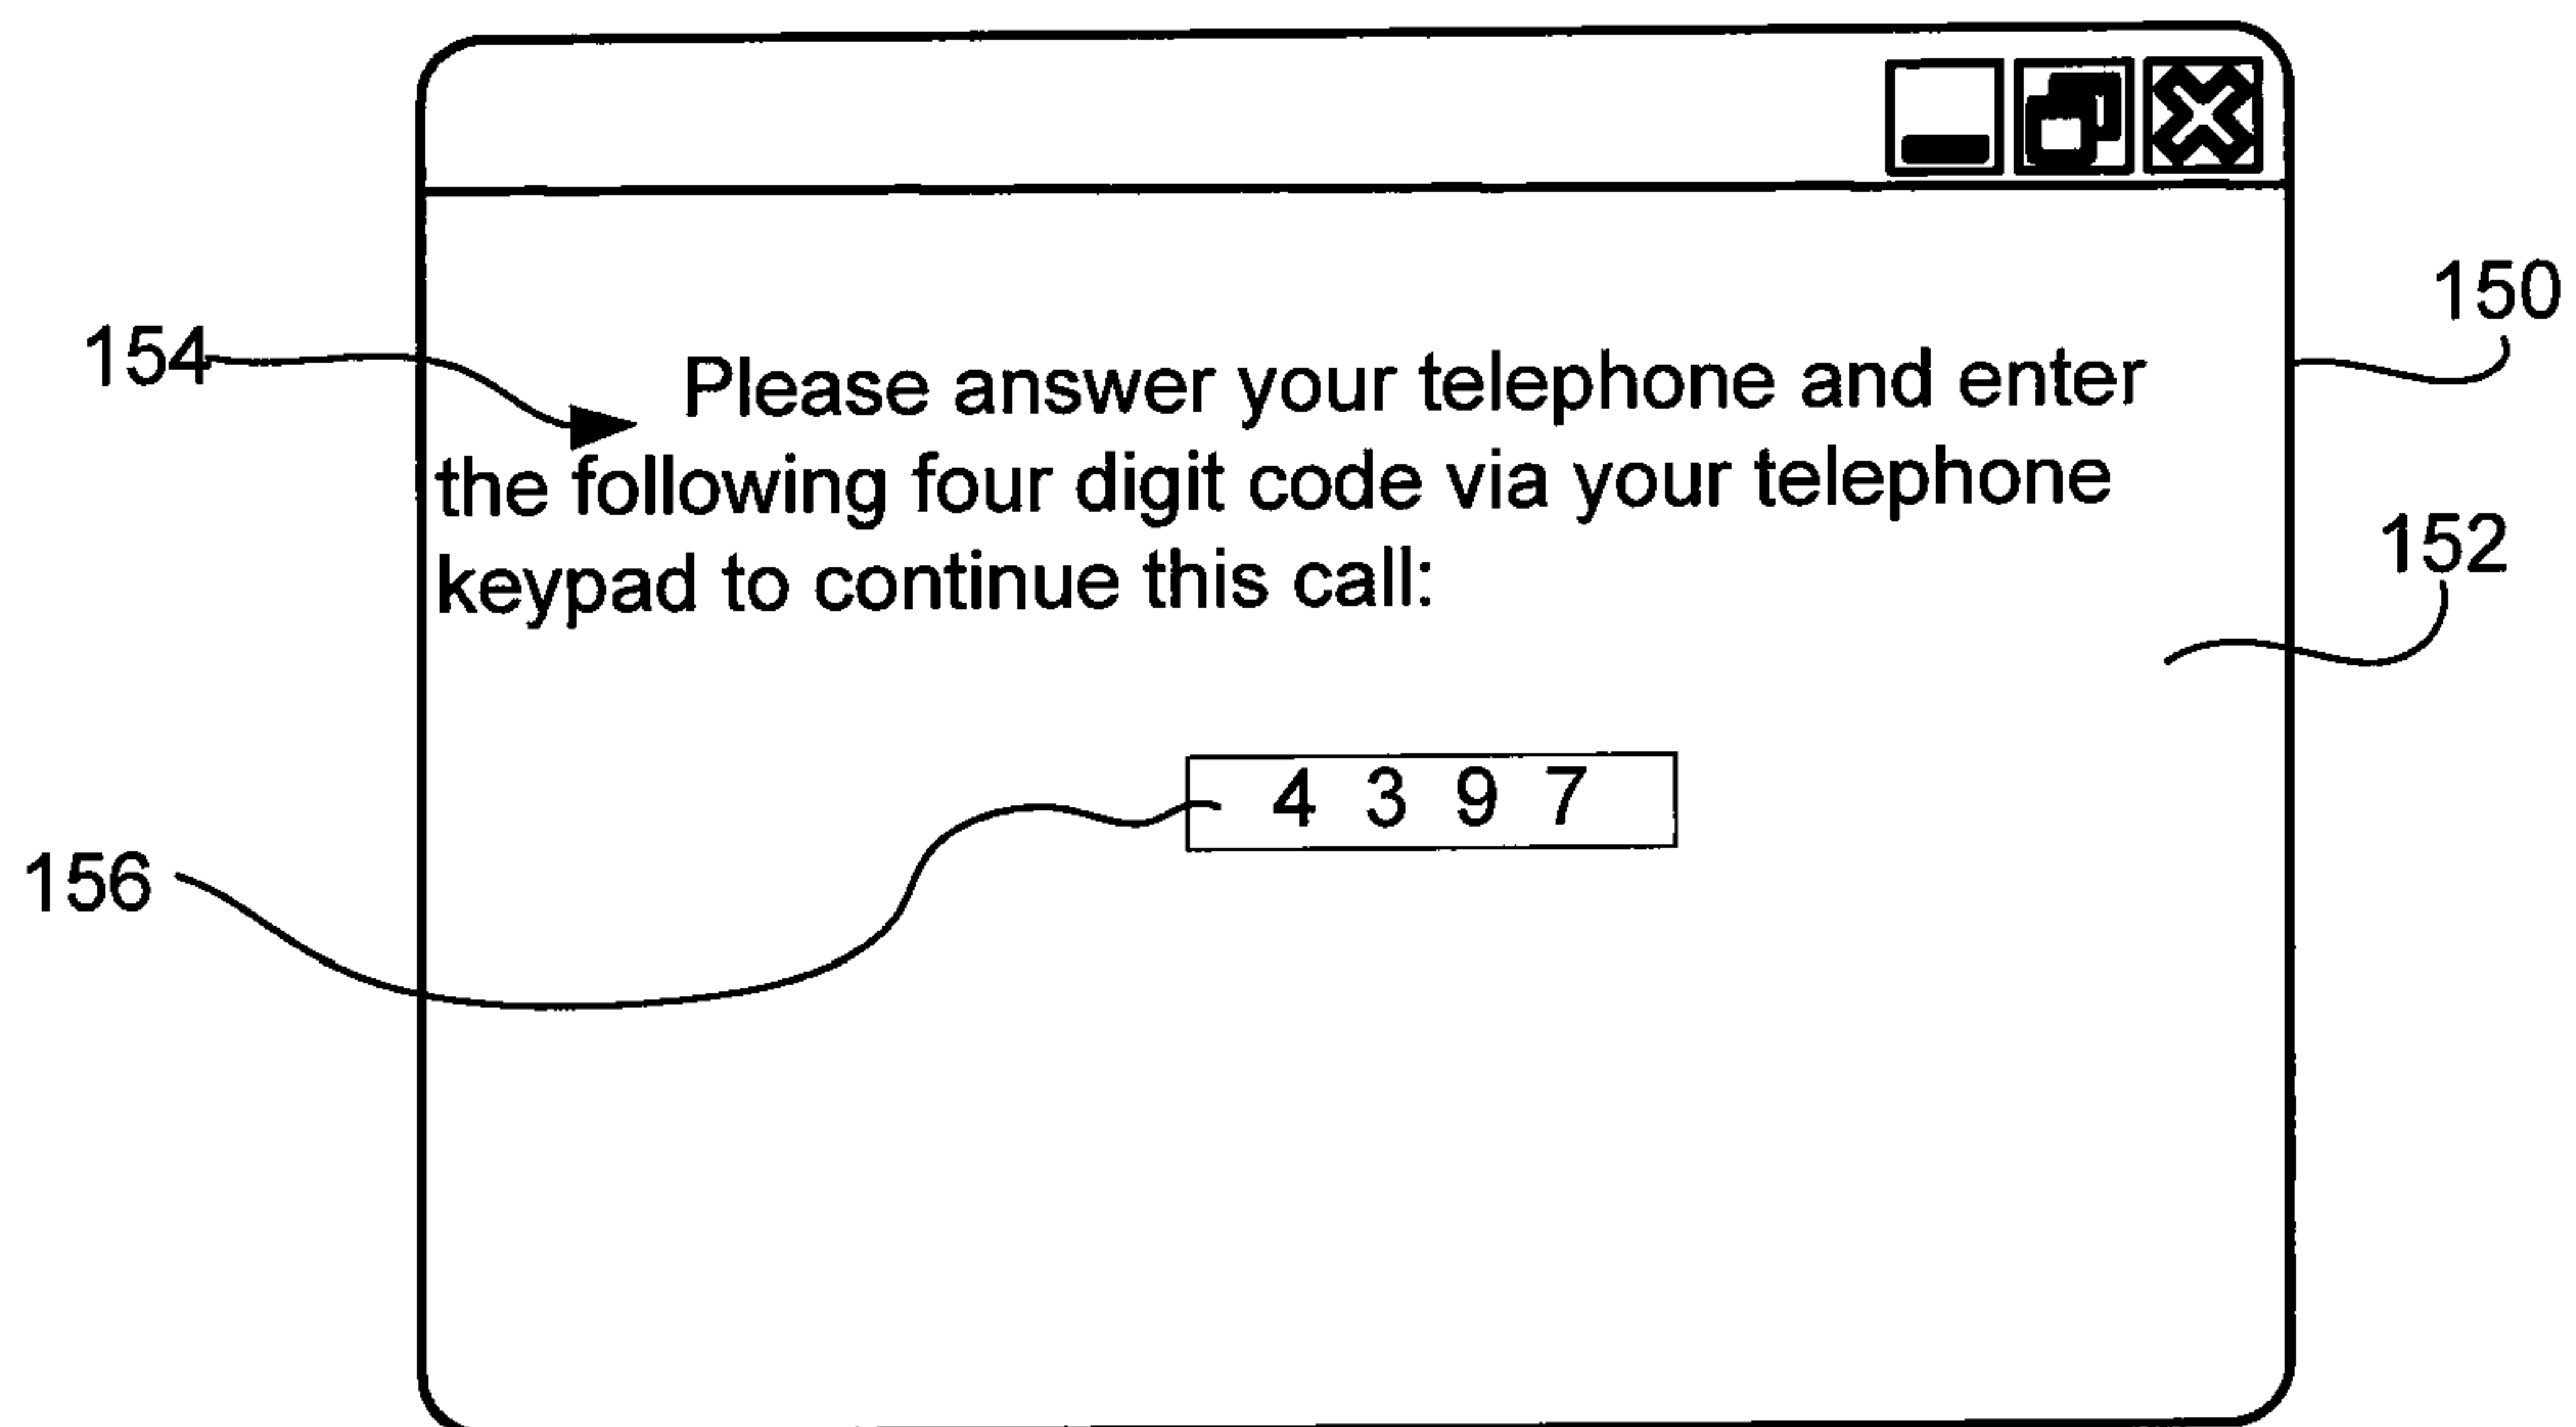 150
154
Please answer your telephone and enter
the following four digit code via your telephone
keypad to continue this call:
152
4 3 9 7
156